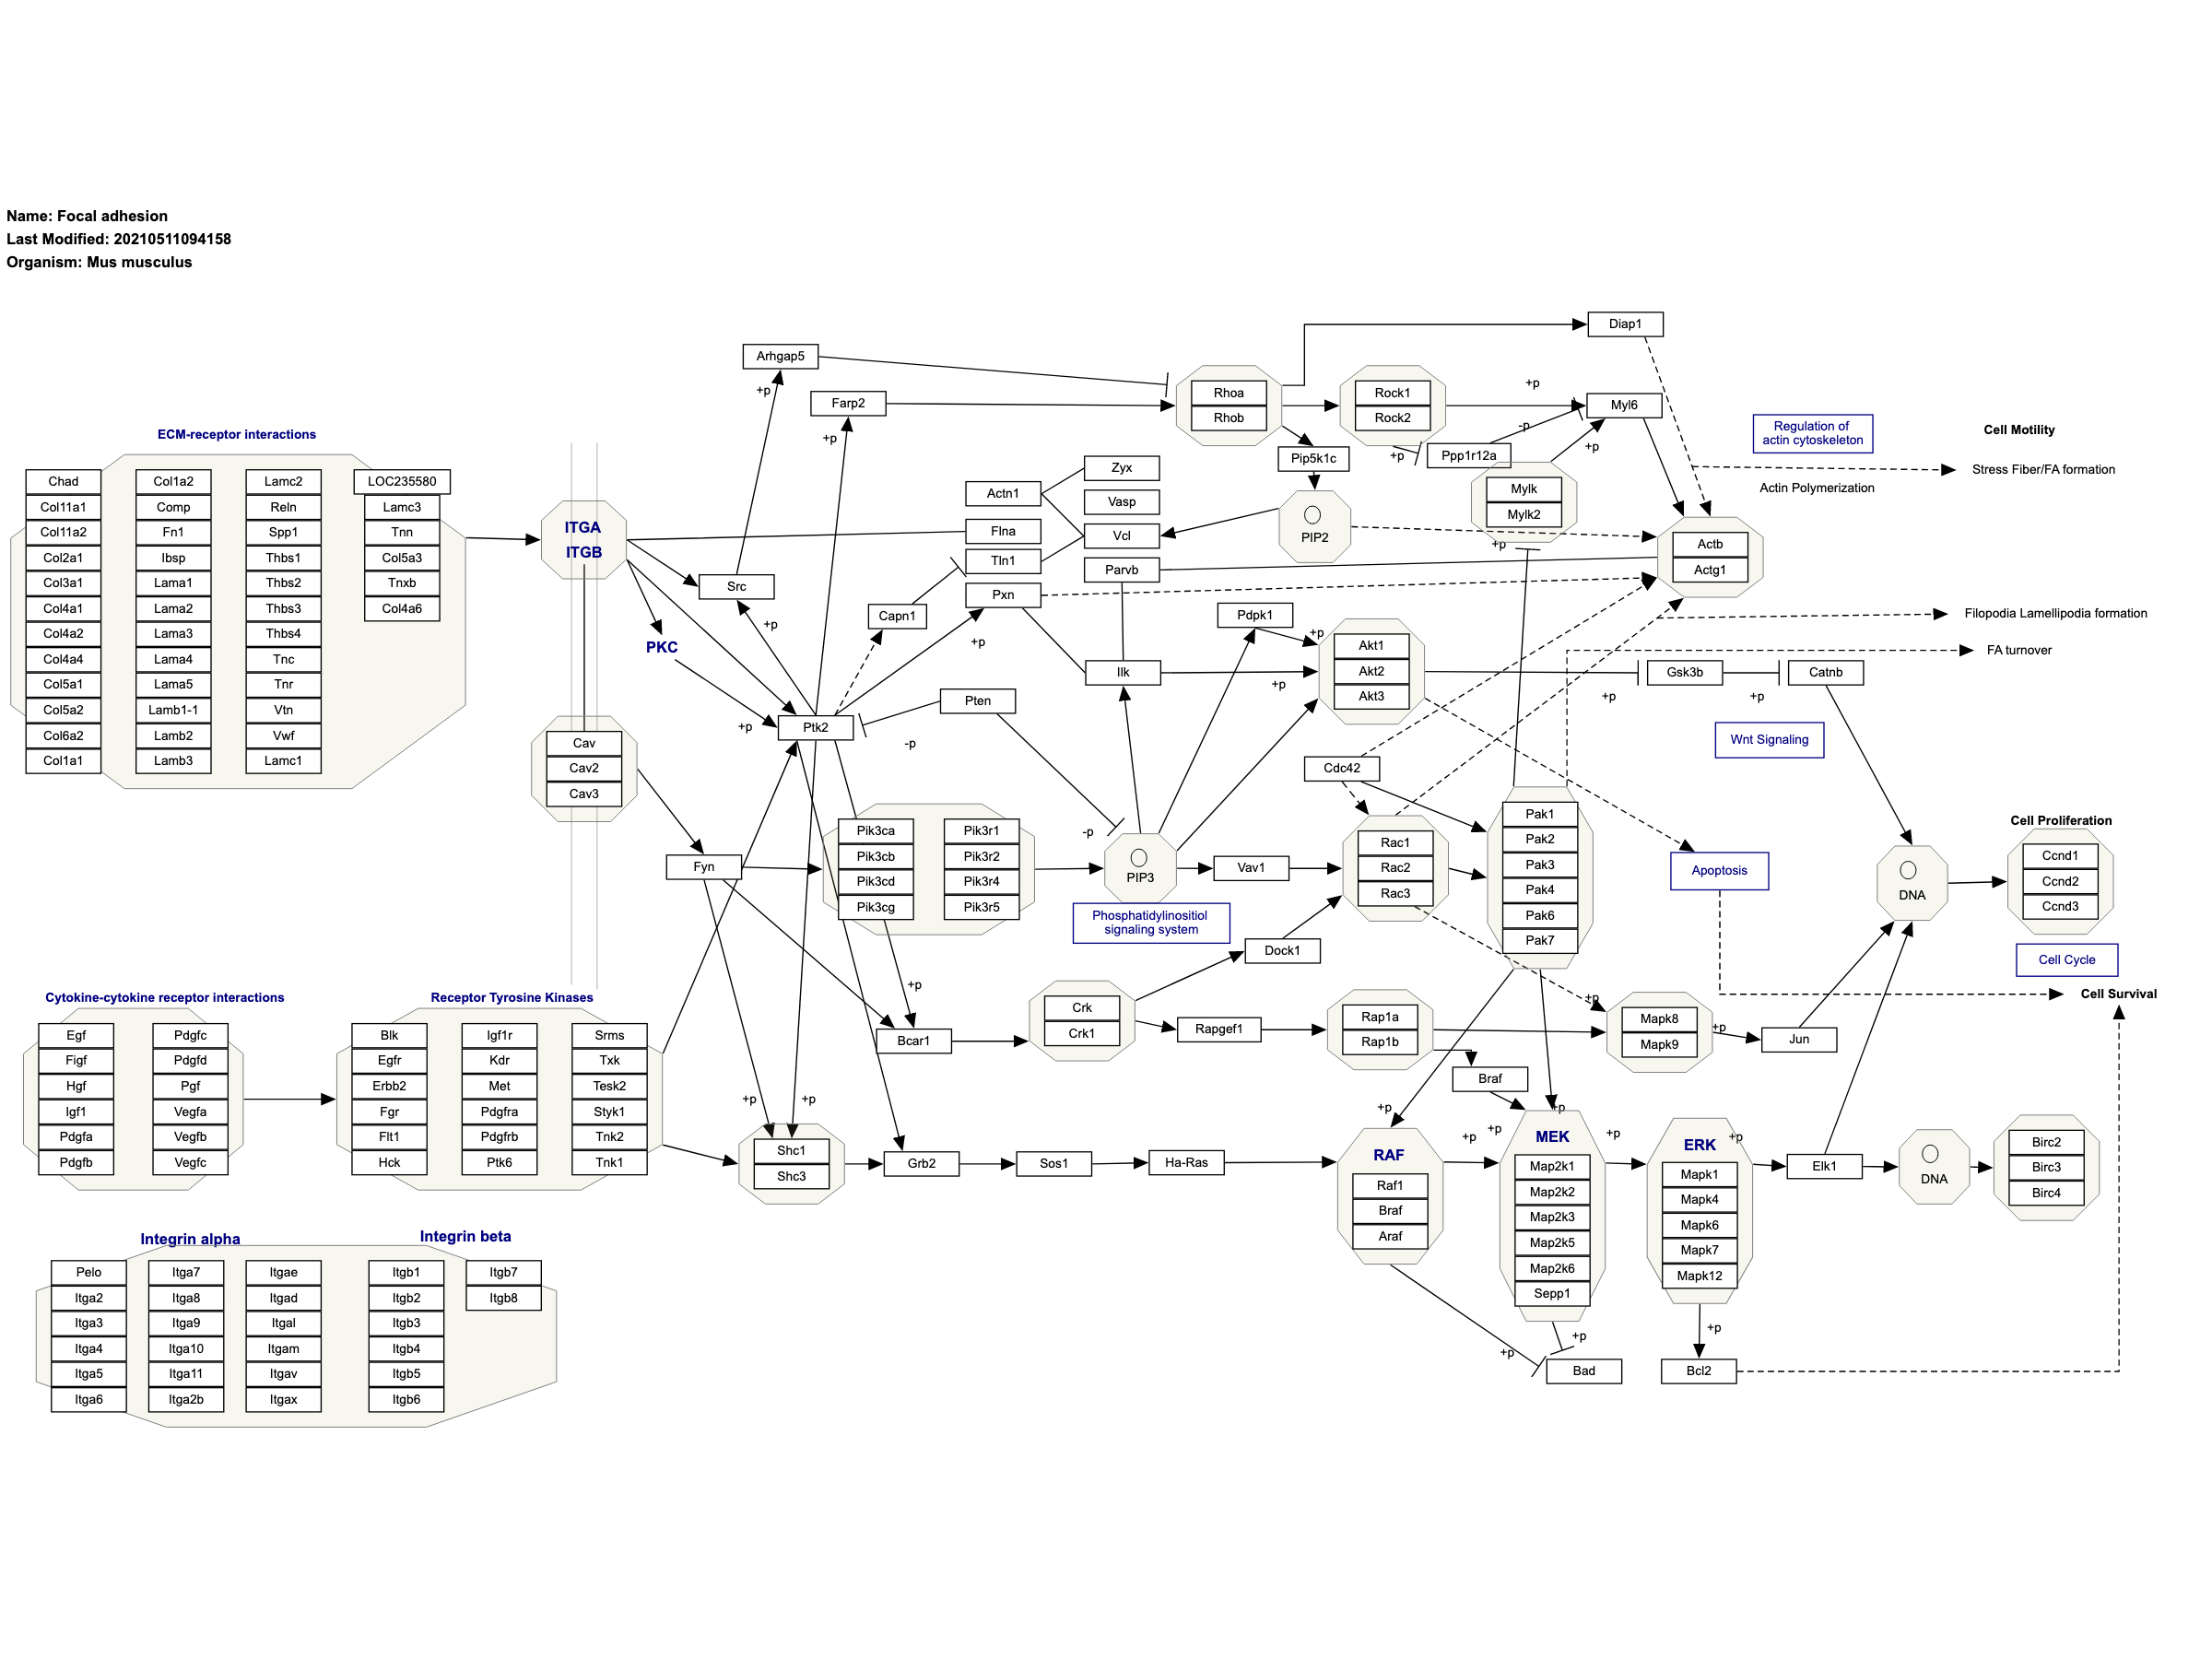 Name: Focal adhesion
Last Modified: 20210511094158
Organism: Mus musculus
ECM-receptor interactions
Chad
Col11a1
Col11a2
Col2a1
Col3a1
Col4a1
Col4a2
Col4a4
Col5a1
Col5a2
Col6a2
Col1a1
Col1a2
Comp
Fn1
Ibsp
Lama1
Lama2
Lama3
Lama4
Lama5
Lamb1-1
Lamb2
Lamb3
Lamc2
Reln
Spp1
Thbs1
Thbs2
Thbs3
Thbs4
Tnc
Tnr
Vtn
Vwf
Lamc1
LOC235580
Lamc3
Tnn
Col5a3
Tnxb
Col4a6
ITGA
ITGB
Cav
Cav2
Cav3
PKC
Src
Arhgap5
+p
Farp2
+p
Ptk2
+p
+p
Capn1
+p
Fyn
Actn1
Flna
Tln1
Pxn
Zyx
Vasp
Vcl
Parvb
Ilk
Pten
-p
-p
Rhoa
Rhob
Rock1
Rock2
Pip5k1c
PIP2
+p
Ppp1r12a
-p
+p
+p
Diap1
Myl6
Mylk
Mylk2
+p
Actb
Actg1
Regulation of
actin cytoskeleton
Actin Polymerization
Cell Motility
Stress Fiber/FA formation
Filopodia Lamellipodia formation
FA turnover
Pdpk1
+p
+p
Akt1
Akt2
Akt3
+p
Gsk3b
+p
Catnb
Wnt Signaling
Cdc42
Pik3ca
Pik3cb
Pik3cd
Pik3cg
Pik3r1
Pik3r2
Pik3r4
Pik3r5
PIP3
Phosphatidylinositiol
signaling system
Vav1
Dock1
Rac1
Rac2
Rac3
Pak1
Pak2
Pak3
Pak4
Pak6
Pak7
Apoptosis
DNA
Cell Proliferation
Ccnd1
Ccnd2
Ccnd3
Cell Cycle
Cell Survival
Cytokine-cytokine receptor interactions
Egf
Figf
Hgf
Igf1
Pdgfa
Pdgfb
Pdgfc
Pdgfd
Pgf
Vegfa
Vegfb
Vegfc
Receptor Tyrosine Kinases
Blk
Egfr
Erbb2
Fgr
Flt1
Hck
Igf1r
Kdr
Met
Pdgfra
Pdgfrb
Ptk6
Srms
Txk
Tesk2
Styk1
Tnk2
Tnk1
+p
Bcar1
Crk
Crk1
Rapgef1
Rap1a
Rap1b
Braf
+p
Mapk8
Mapk9
+p
Jun
+p
+p
Shc1
Shc3
Grb2
Sos1
Ha-Ras
+p
RAF
Raf1
Braf
Araf
+p
+p
+p
MEK
Map2k1
Map2k2
Map2k3
Map2k5
Map2k6
Sepp1
+p
ERK
Mapk1
Mapk4
Mapk6
Mapk7
Mapk12
+p
Elk1
DNA
Birc2
Birc3
Birc4
+p
+p
Bad
+p
Bcl2
Integrin alpha
Integrin beta
Pelo
Itga2
Itga3
Itga4
Itga5
Itga6
Itga7
Itga8
Itga9
Itga10
Itga11
Itga2b
Itgae
Itgad
Itgal
Itgam
Itgav
Itgax
Itgb1
Itgb2
Itgb3
Itgb4
Itgb5
Itgb6
Itgb7
Itgb8